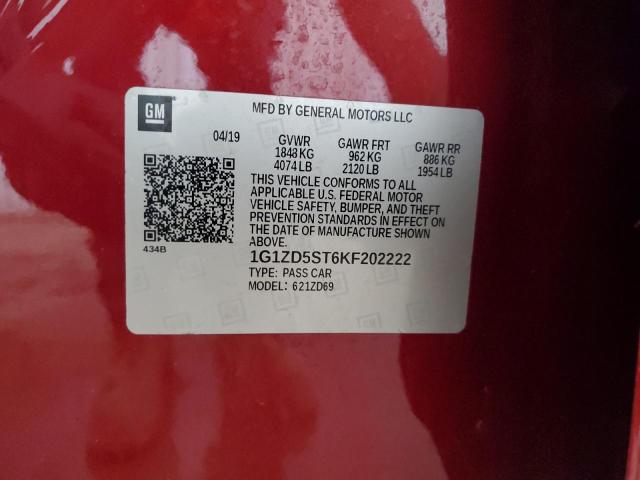 GM
MFD BY GENERAL MOTORS LLC
04/19 GVWR GAWR FRT GAWR RR
1848 KG 962 KG 886 KG
4074 LB 2120 LB 1954 LB
THIS VEHICLE CONFORMS TO ALL
APPLICABLE U.S. FEDERAL MOTOR
VEHICLE SAFETY, BUMPER, AND THEFT
PREVENTION STANDARDS IN EFFECT ON
THE DATE OF MANUFACTURE SHOWN
ABOVE.
434B
1G1ZD5ST6KF202222
TYPE: PASS CAR
MODEL: 621ZD69